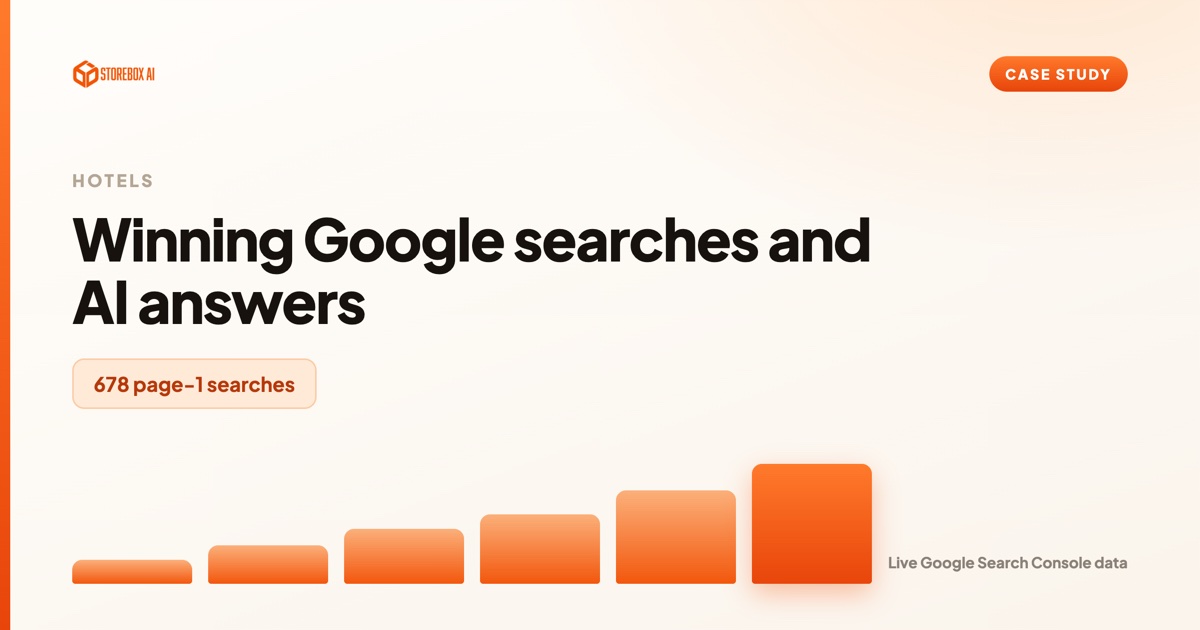 STOREBOX AI
CASE STUDY
HOTELS
Winning Google searches and
AI answers
678 page-1 searches
Live Google Search Console data